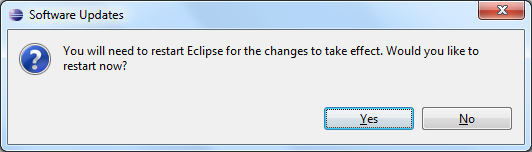 Software Updates
You will need to restart Eclipse for the changes to take effect. Would you like to
restart now?
Yes
No